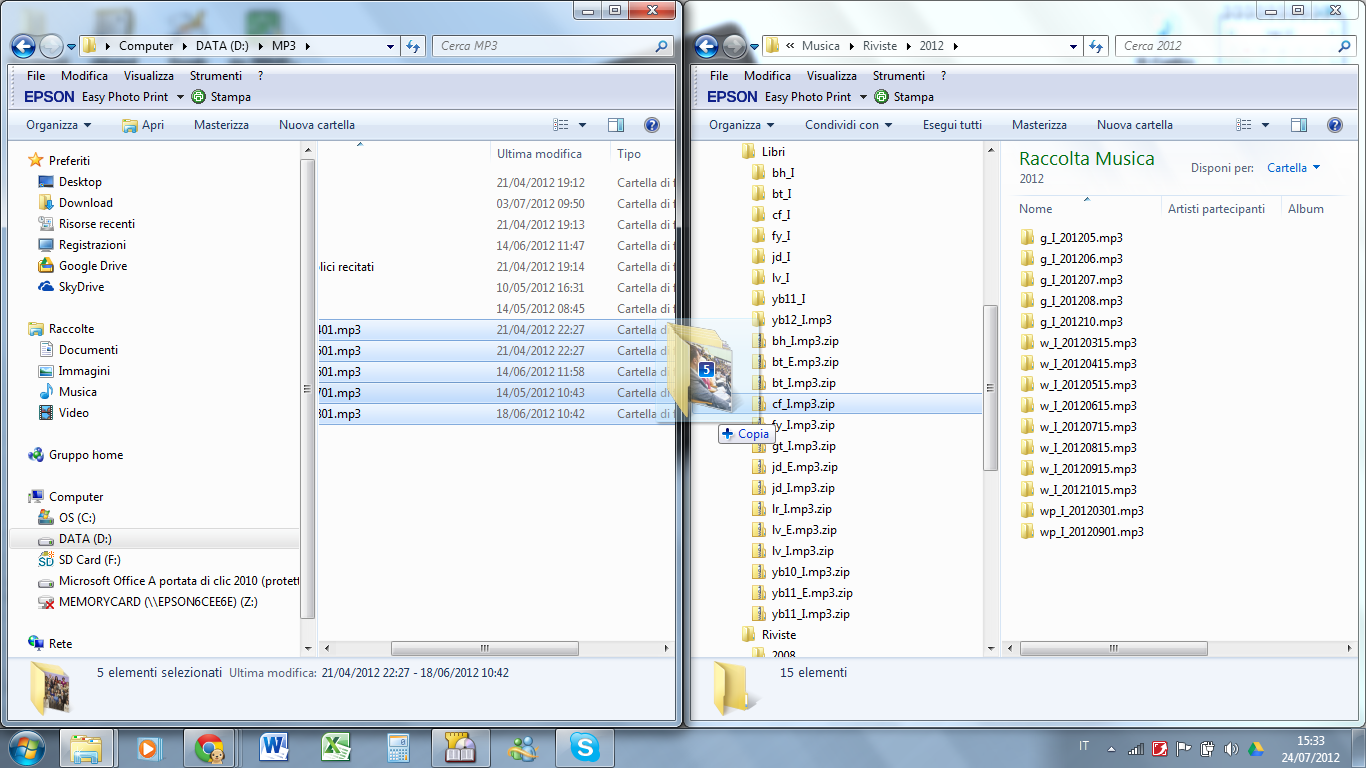 Computer ▸ DATA (D:) ▸ MP3 ▸
Cerca MP3
File Modifica Visualizza Strumenti ?
EPSON Easy Photo Print Stampa
Organizza Apri Masterizza Nuova cartella
Preferiti
Desktop
Download
Risorse recenti
Registrazioni
Google Drive
SkyDrive
Raccolte
Documenti
Immagini
Musica
Video
Gruppo home
Computer
OS (C:)
DATA (D:)
SD Card (F:)
Microsoft Office A portata di clic 2010 (protett
MEMORYCARD (\\EPSON6CEE6E) (Z:)
Rete
Ultima modifica Tipo
21/04/2012 19:12 Cartella di f
03/07/2012 09:50 Cartella di f
21/04/2012 19:13 Cartella di f
14/06/2012 11:47 Cartella di f
lici recitati 21/04/2012 19:14 Cartella di f
10/05/2012 16:31 Cartella di f
14/05/2012 08:45 Cartella di f
401.mp3 21/04/2012 22:27 Cartella di f
501.mp3 21/04/2012 22:27 Cartella di
601.mp3 14/06/2012 11:58 Cartella di
701.mp3 14/05/2012 10:43 Cartella di
801.mp3 18/06/2012 10:42 Cartella di
5 elementi selezionati Ultima modifica: 21/04/2012 22:27 - 18/06/2012 10:42
5
Copia
« Musica ▸ Riviste ▸ 2012 ▸
Cerca 2012
File Modifica Visualizza Strumenti ?
EPSON Easy Photo Print Stampa
Organizza Condividi con Esegui tutti Masterizza Nuova cartella
Libri
bh_I
bt_I
cf_I
fy_I
jd_I
lv_I
yb11_I
yb12_I.mp3
bh_I.mp3.zip
bt_E.mp3.zip
bt_I.mp3.zip
cf_I.mp3.zip
fy_I.mp3.zip
gt_I.mp3.zip
jd_E.mp3.zip
jd_I.mp3.zip
lr_I.mp3.zip
lv_E.mp3.zip
lv_I.mp3.zip
yb10_I.mp3.zip
yb11_E.mp3.zip
yb11_I.mp3.zip
Riviste
2008
Raccolta Musica
2012
Disponi per: Cartella
Nome Artisti partecipanti Album
g_I_201205.mp3
g_I_201206.mp3
g_I_201207.mp3
g_I_201208.mp3
g_I_201210.mp3
w_I_20120315.mp3
w_I_20120415.mp3
w_I_20120515.mp3
w_I_20120615.mp3
w_I_20120715.mp3
w_I_20120815.mp3
w_I_20120915.mp3
w_I_20121015.mp3
wp_I_20120301.mp3
wp_I_20120901.mp3
15 elementi
IT
15:33
24/07/2012